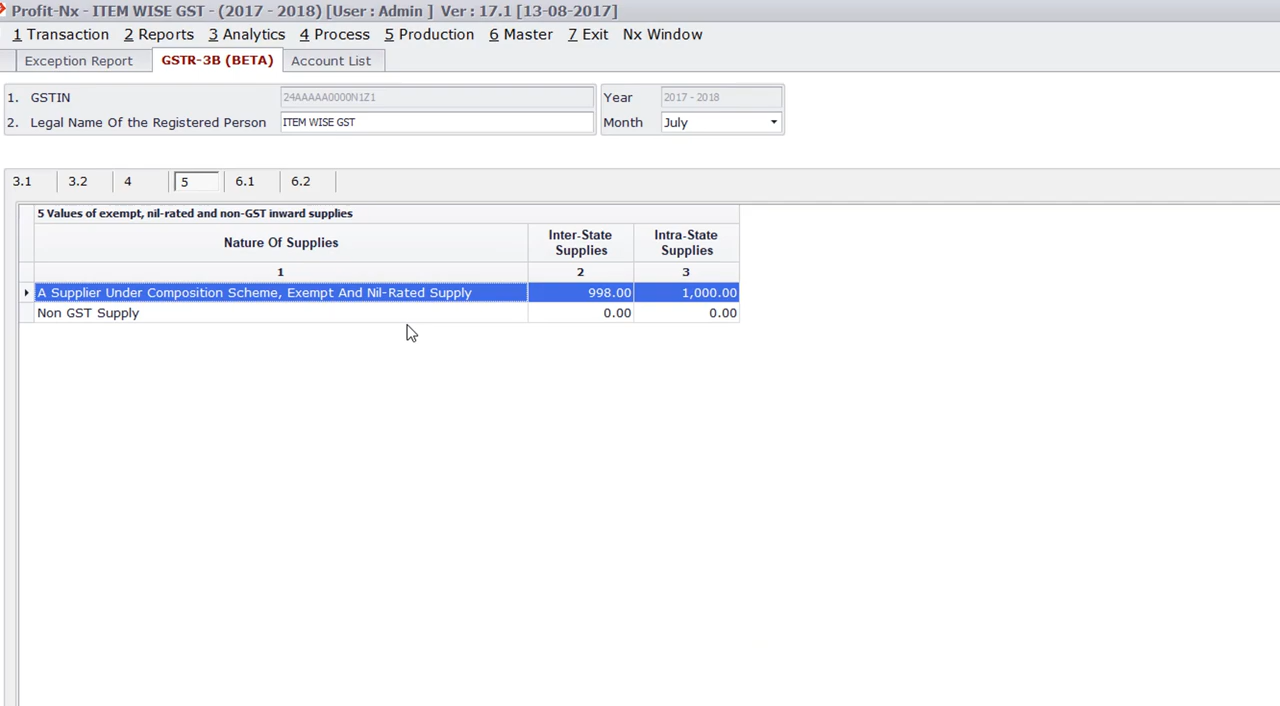 Profit-Nx - ITEM WISE GST - (2017 - 2018) [User : Admin ] Ver : 17.1 [13-08-2017]
1 Transaction 2 Reports 3 Analytics 4 Process 5 Production 6 Master 7 Exit Nx Window
Exception Report GSTR-3B (BETA) Account List
1. GSTIN 24AAAAA0000N1Z1 Year 2017 - 2018
2. Legal Name Of the Registered Person ITEM WISE GST Month July
3.1 3.2 4 5 6.1 6.2
5 Values of exempt, nil-rated and non-GST inward supplies
Nature Of Supplies Inter-State Supplies Intra-State Supplies
1 2 3
A Supplier Under Composition Scheme, Exempt And Nil-Rated Supply 998.00 1,000.00
Non GST Supply 0.00 0.00